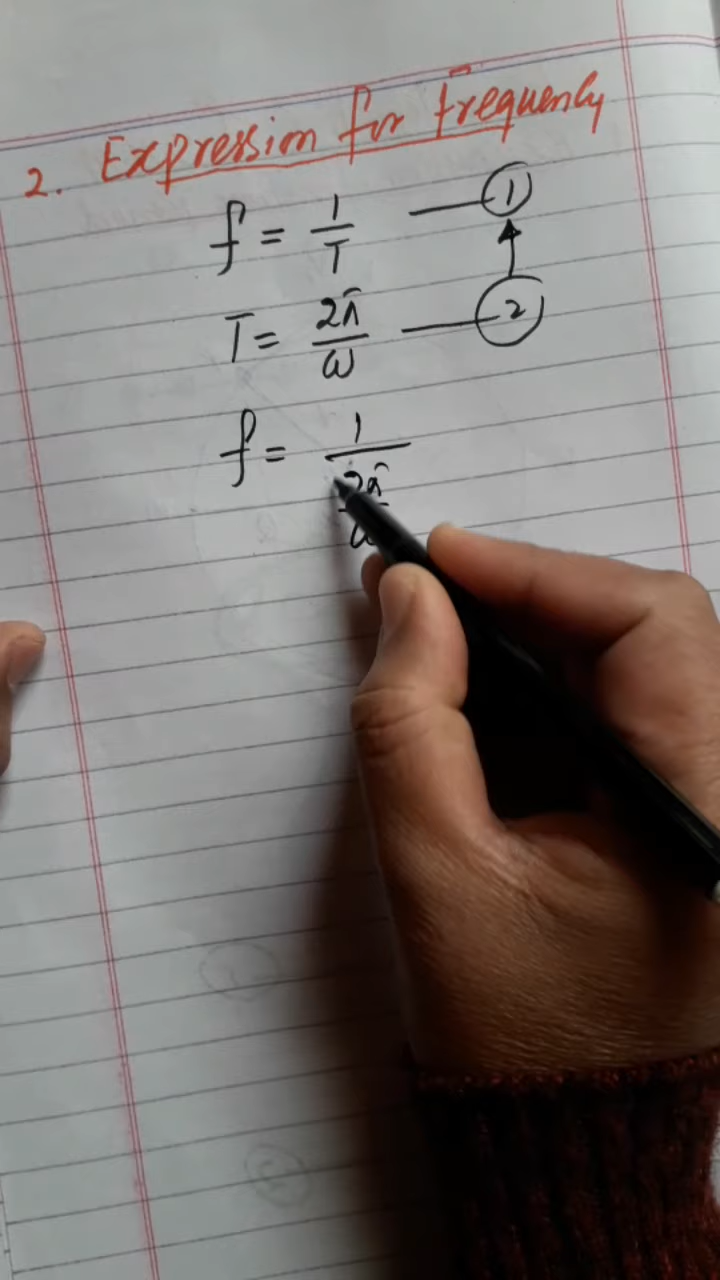 2. Expression for Frequency
f = 1/T — ①
T = 2π/ω — ②
f = 1/(2π/ω)